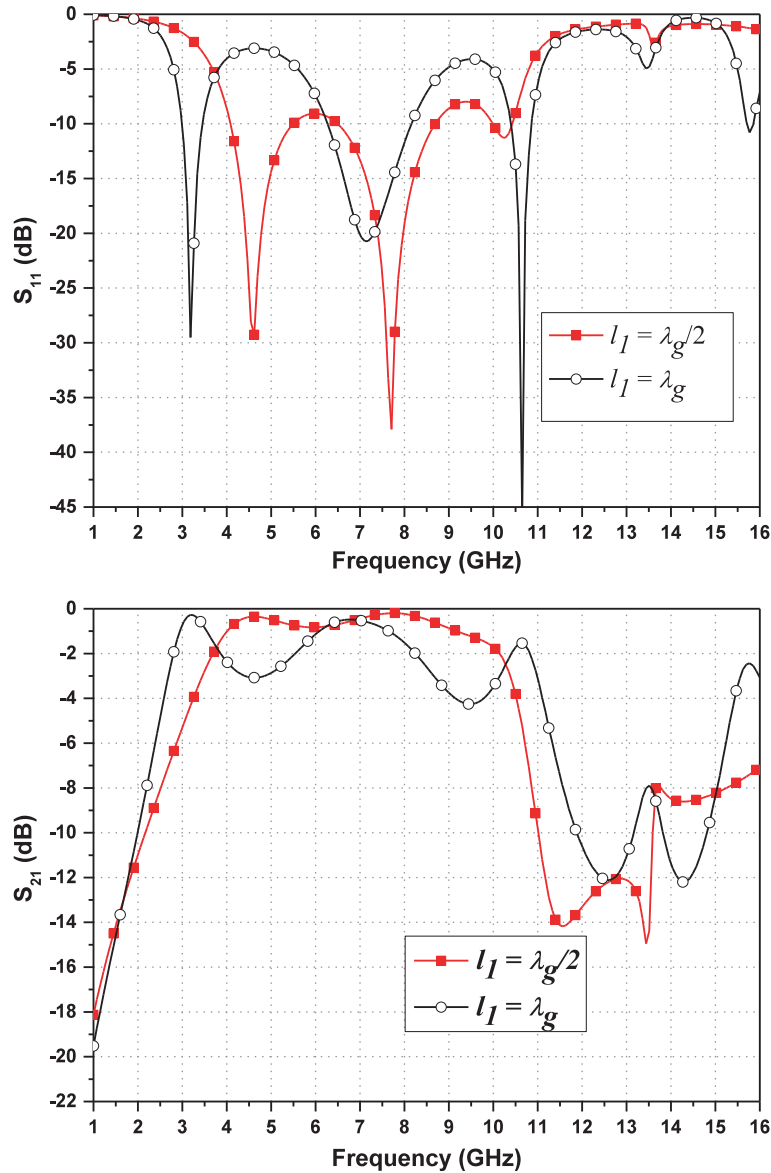 0
-5
-10
-15
-20
-25
-30
-35
-40
-45
S11 (dB)
l1 = λg/2
l1 = λg
1 2 3 4 5 6 7 8 9 10 11 12 13 14 15 16
Frequency (GHz)
0
-2
-4
-6
-8
-10
-12
-14
-16
-18
-20
-22
S21 (dB)
l1 = λg/2
l1 = λg
1 2 3 4 5 6 7 8 9 10 11 12 13 14 15 16
Frequency (GHz)